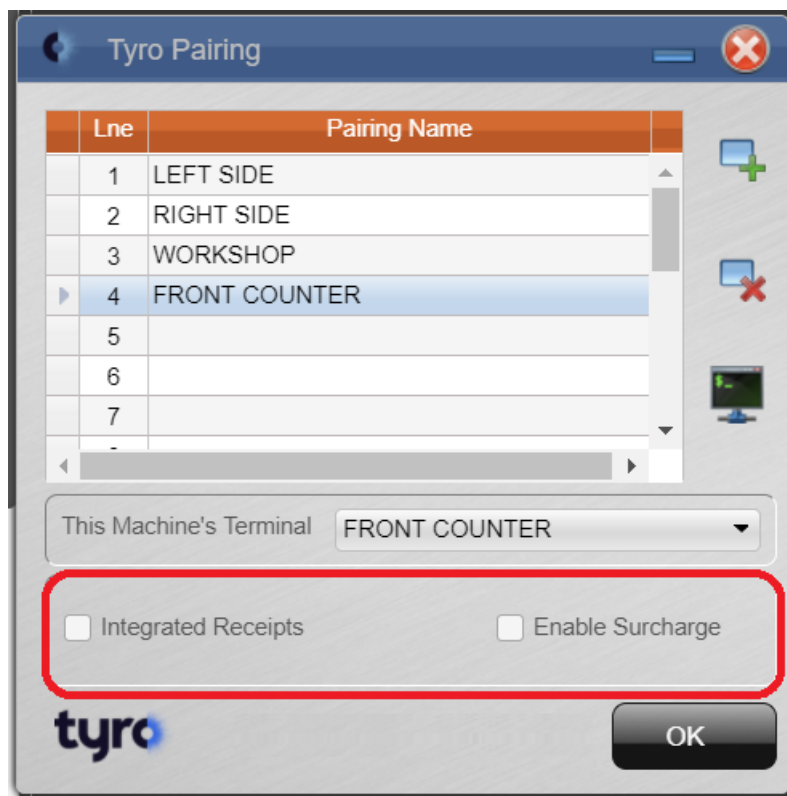 Tyro Pairing
Lne Pairing Name
1 LEFT SIDE
2 RIGHT SIDE
3 WORKSHOP
4 FRONT COUNTER
5
6
7
This Machine's Terminal FRONT COUNTER
Integrated Receipts Enable Surcharge
tyro OK